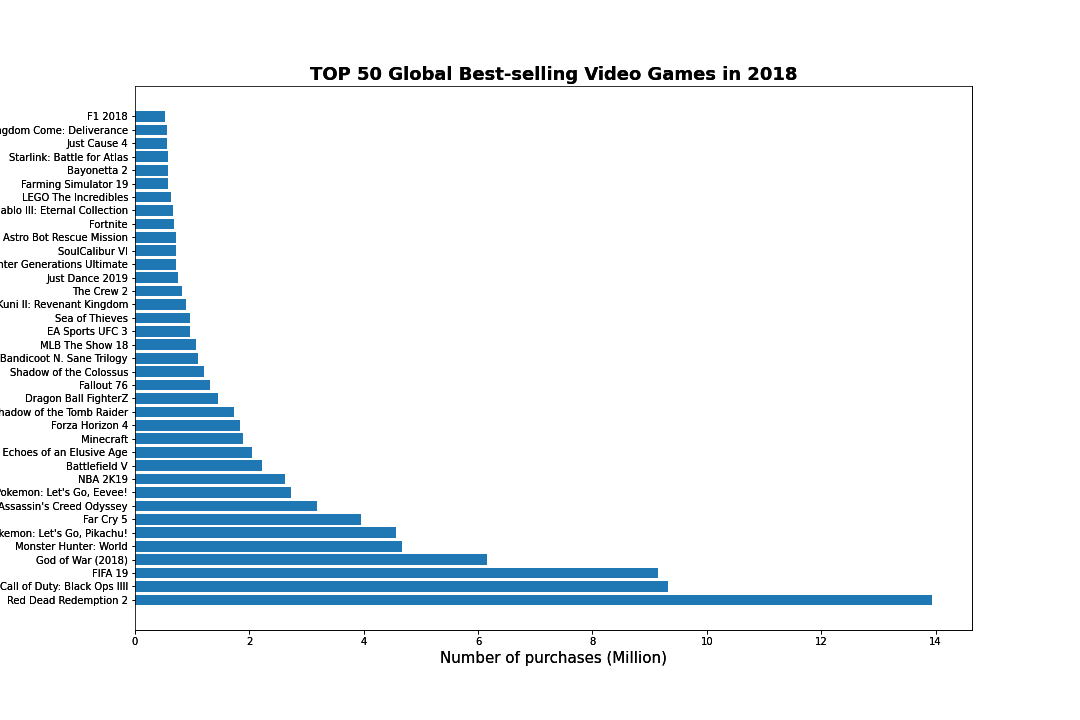 TOP 50 Global Best-selling Video Games in 2018
F1 2018
gdom Come: Deliverance
Just Cause 4
Starlink: Battle for Atlas
Bayonetta 2
Farming Simulator 19
LEGO The Incredibles
ablo III: Eternal Collection
Fortnite
Astro Bot Rescue Mission
SoulCalibur VI
nter Generations Ultimate
Just Dance 2019
The Crew 2
Kuni II: Revenant Kingdom
Sea of Thieves
EA Sports UFC 3
MLB The Show 18
Bandicoot N. Sane Trilogy
Shadow of the Colossus
Fallout 76
Dragon Ball FighterZ
hadow of the Tomb Raider
Forza Horizon 4
Minecraft
Echoes of an Elusive Age
Battlefield V
NBA 2K19
Pokemon: Let's Go, Eevee!
Assassin's Creed Odyssey
Far Cry 5
kemon: Let's Go, Pikachu!
Monster Hunter: World
God of War (2018)
FIFA 19
Call of Duty: Black Ops IIII
Red Dead Redemption 2
0 2 4 6 8 10 12 14
Number of purchases (Million)